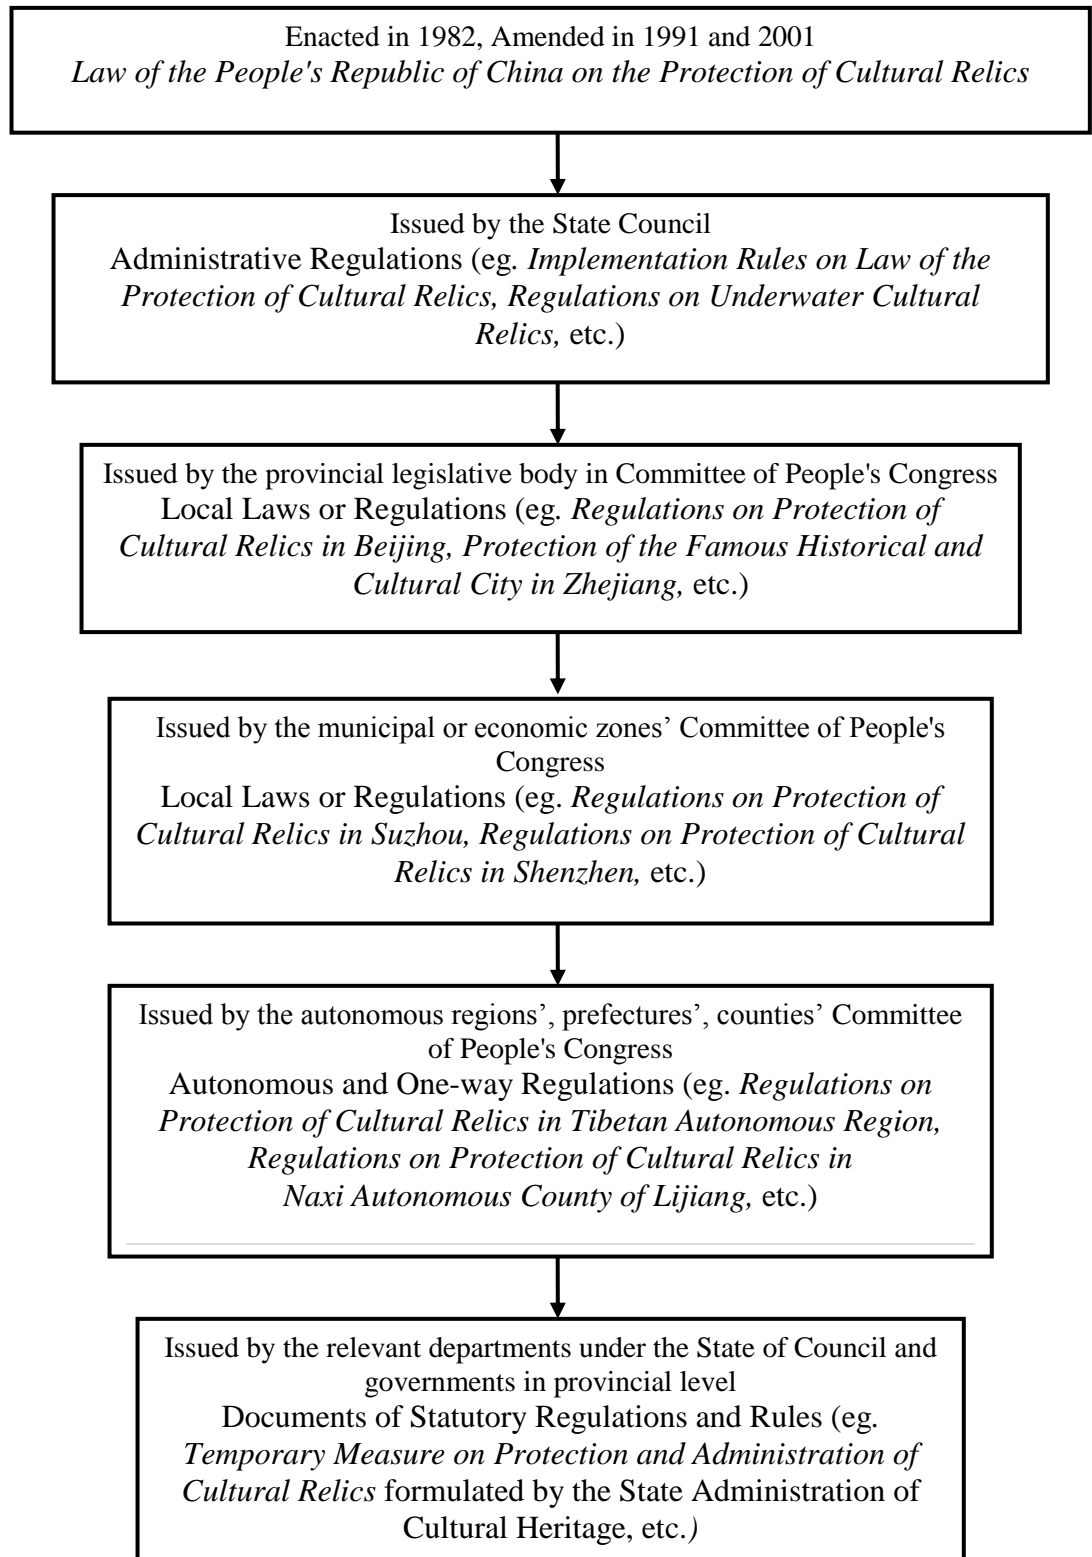 Enacted in 1982, Amended in 1991 and 2001
Law of the People's Republic of China on the Protection of Cultural Relics
Issued by the State Council
Administrative Regulations (eg. Implementation Rules on Law of the
Protection of Cultural Relics, Regulations on Underwater Cultural
Relics, etc.)
Issued by the provincial legislative body in Committee of People's Congress
Local Laws or Regulations (eg. Regulations on Protection of
Cultural Relics in Beijing, Protection of the Famous Historical and
Cultural City in Zhejiang, etc.)
Issued by the municipal or economic zones’ Committee of People's
Congress
Local Laws or Regulations (eg. Regulations on Protection of
Cultural Relics in Suzhou, Regulations on Protection of Cultural
Relics in Shenzhen, etc.)
Issued by the autonomous regions’, prefectures’, counties’ Committee
of People's Congress
Autonomous and One-way Regulations (eg. Regulations on
Protection of Cultural Relics in Tibetan Autonomous Region,
Regulations on Protection of Cultural Relics in
Naxi Autonomous County of Lijiang, etc.)
Issued by the relevant departments under the State of Council and
governments in provincial level
Documents of Statutory Regulations and Rules (eg.
Temporary Measure on Protection and Administration of
Cultural Relics formulated by the State Administration of
Cultural Heritage, etc.)